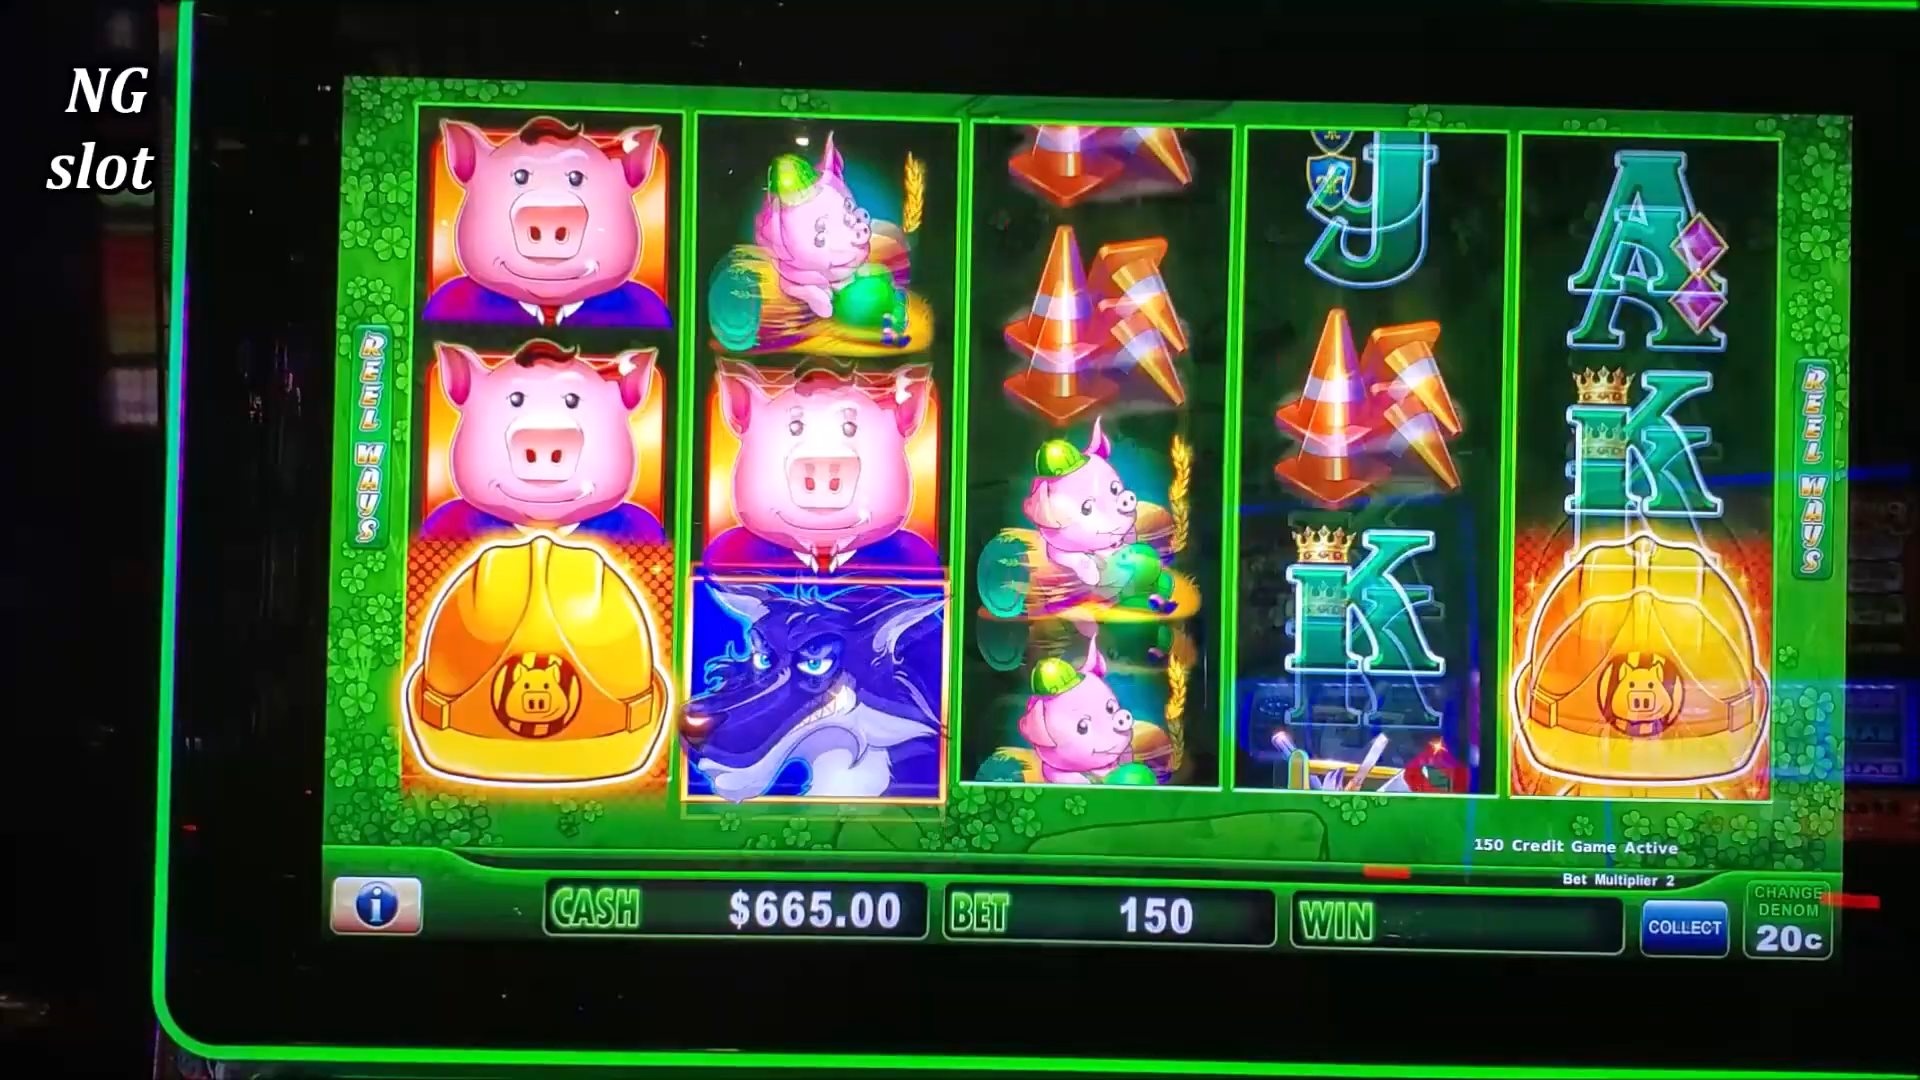 NG
slot
J
A
K
K
REEL WAYS
REEL WAYS
150 Credit Game Active
Bet Multiplier 2
CASH $665.00
BET 150
WIN
COLLECT
CHANGE
DENOM
20c